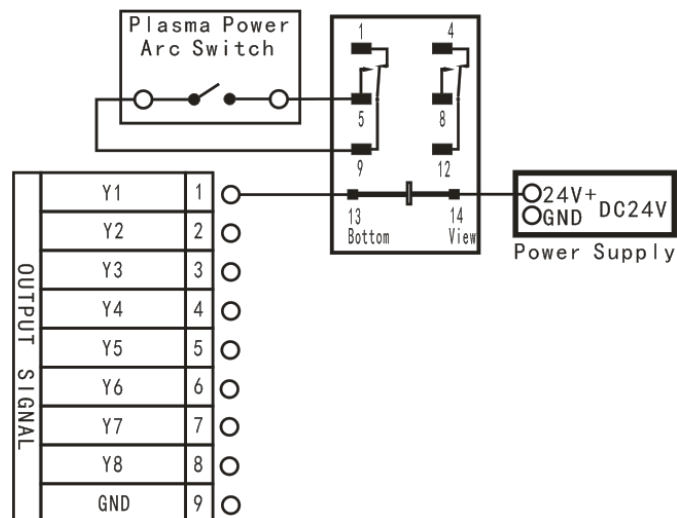 Plasma Power
Arc Switch
1
4
5
8
9
12
13
14
Bottom
View
24V+
GND
DC24V
Power Supply
OUTPUT SIGNAL
Y1 1
Y2 2
Y3 3
Y4 4
Y5 5
Y6 6
Y7 7
Y8 8
GND 9